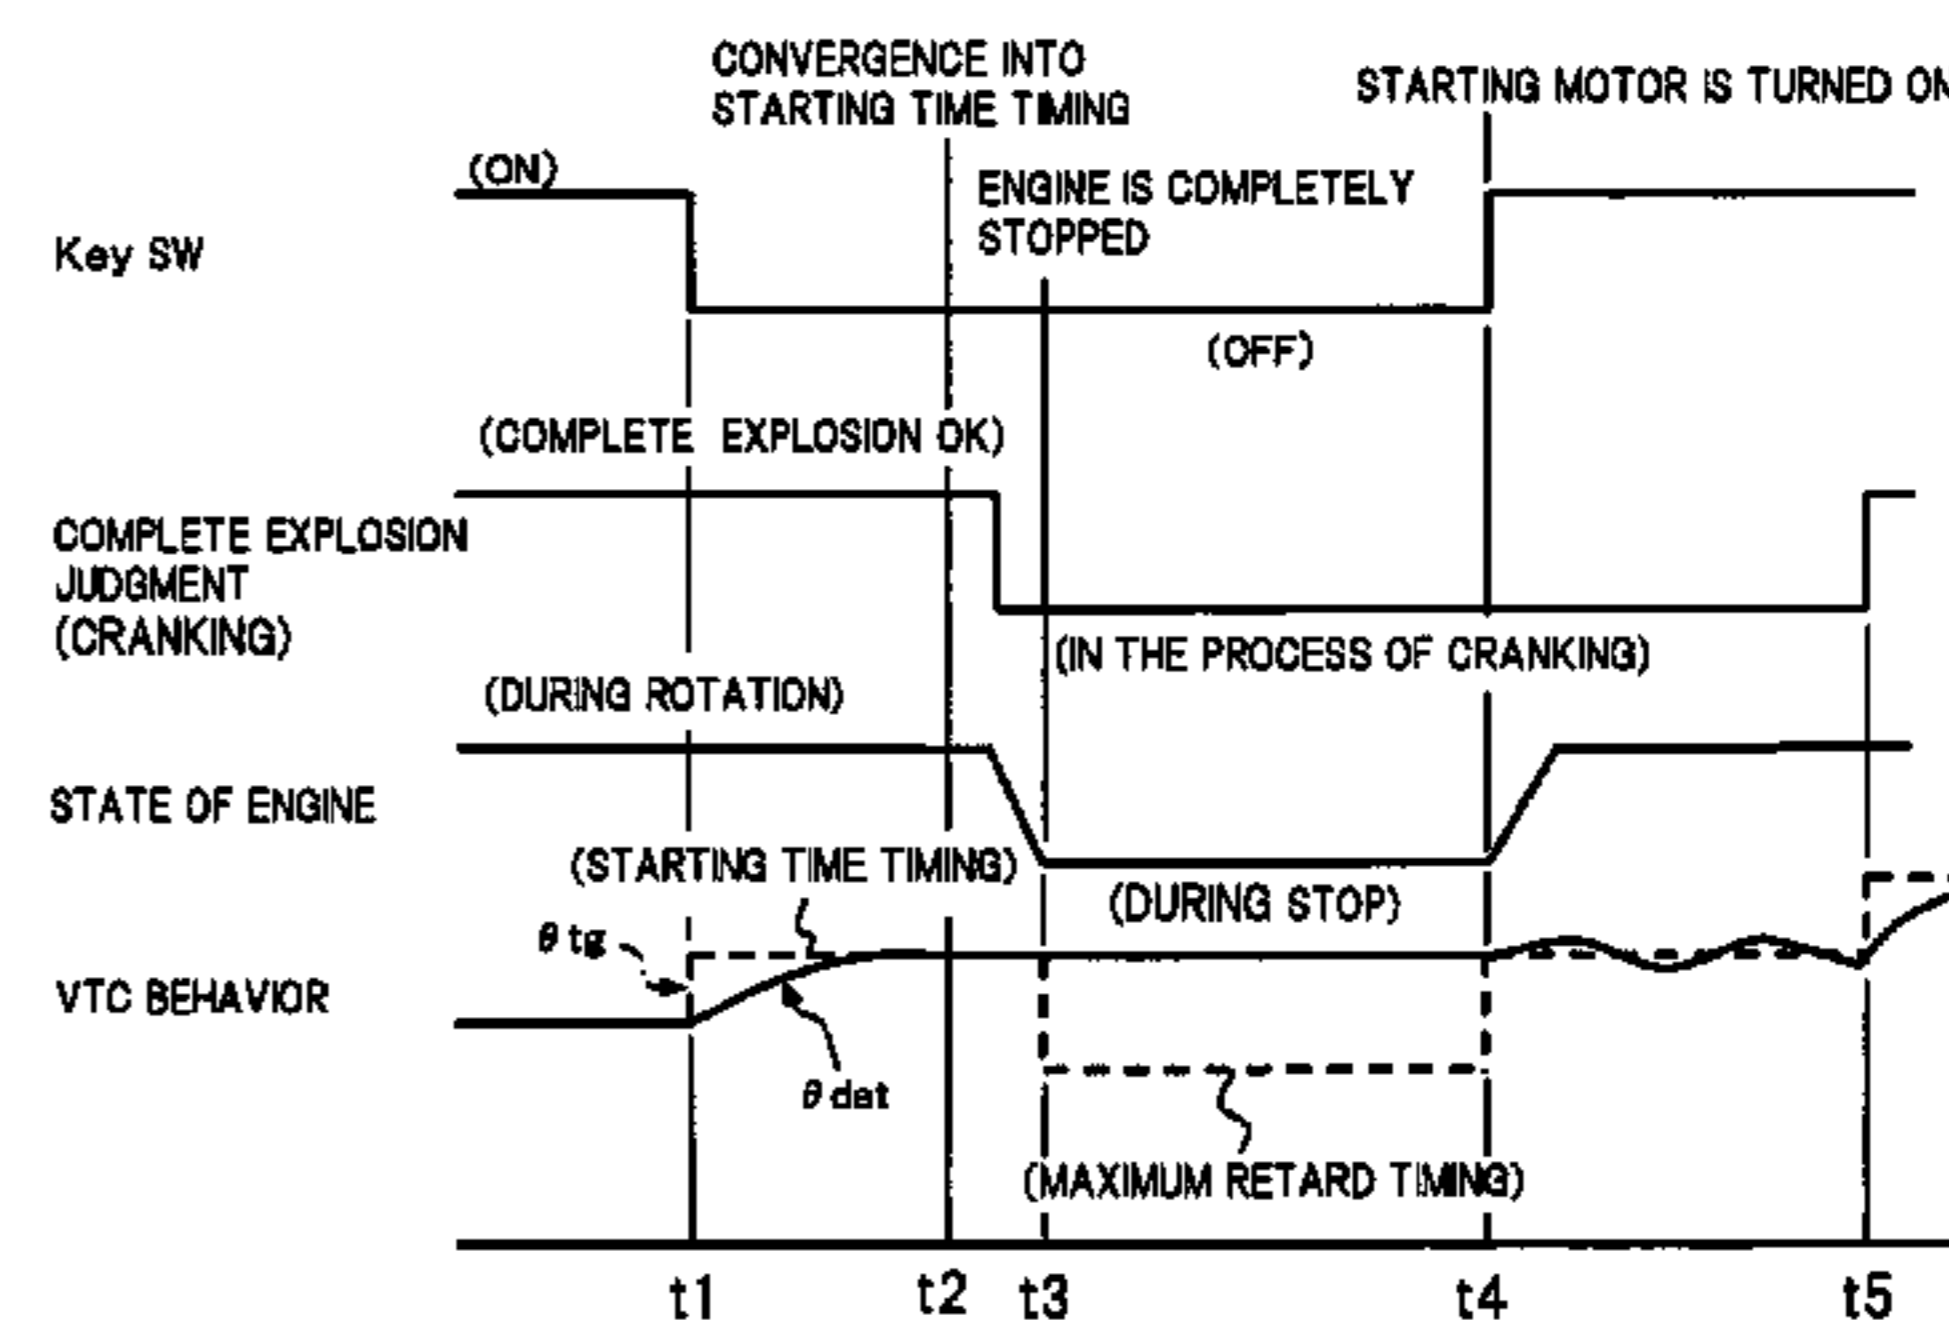 CONVERGENCE INTO
STARTING TIME TIMING
STARTING MOTOR IS TURNED ON
(ON)
ENGINE IS COMPLETELY
STOPPED
Key SW
(OFF)
(COMPLETE EXPLOSION OK)
COMPLETE EXPLOSION
JUDGMENT
(CRANKING)
(IN THE PROCESS OF CRANKING)
(DURING ROTATION)
STATE OF ENGINE
(STARTING TIME TIMING)
(DURING STOP)
θ tg
VTC BEHAVIOR
θ det
(MAXIMUM RETARD TIMING)
t1 t2 t3 t4 t5